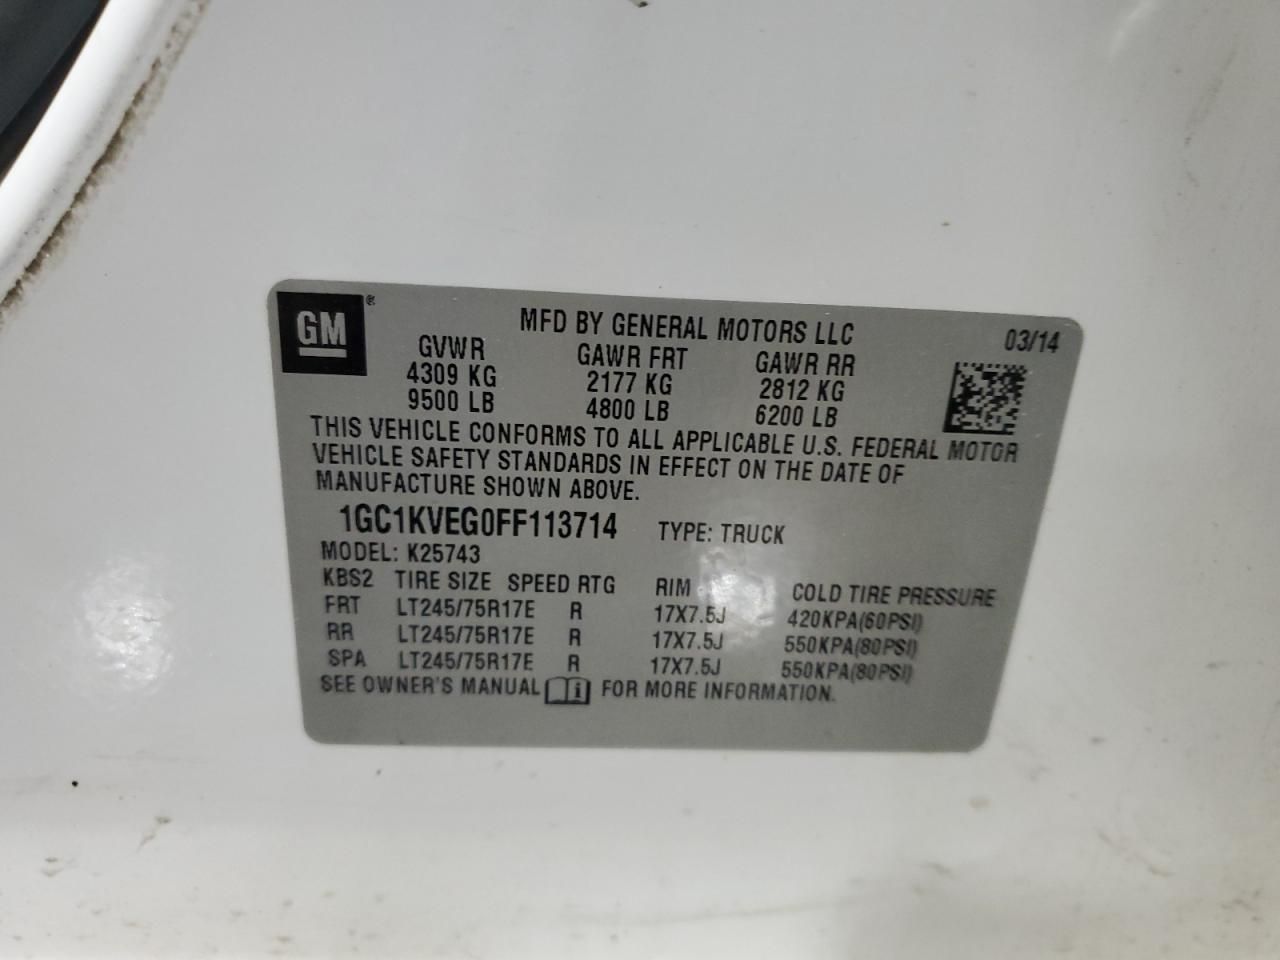 GM®
MFD BY GENERAL MOTORS LLC 03/14
GVWR GAWR FRT GAWR RR
4309 KG 2177 KG 2812 KG
9500 LB 4800 LB 6200 LB
THIS VEHICLE CONFORMS TO ALL APPLICABLE U.S. FEDERAL MOTOR
VEHICLE SAFETY STANDARDS IN EFFECT ON THE DATE OF
MANUFACTURE SHOWN ABOVE.
1GC1KVEG0FF113714 TYPE: TRUCK
MODEL: K25743
KBS2 TIRE SIZE SPEED RTG RIM COLD TIRE PRESSURE
FRT LT245/75R17E R 17X7.5J 420KPA(60PSI)
RR LT245/75R17E R 17X7.5J 550KPA(80PSI)
SPA LT245/75R17E R 17X7.5J 550KPA(80PSI)
SEE OWNER'S MANUAL i FOR MORE INFORMATION.